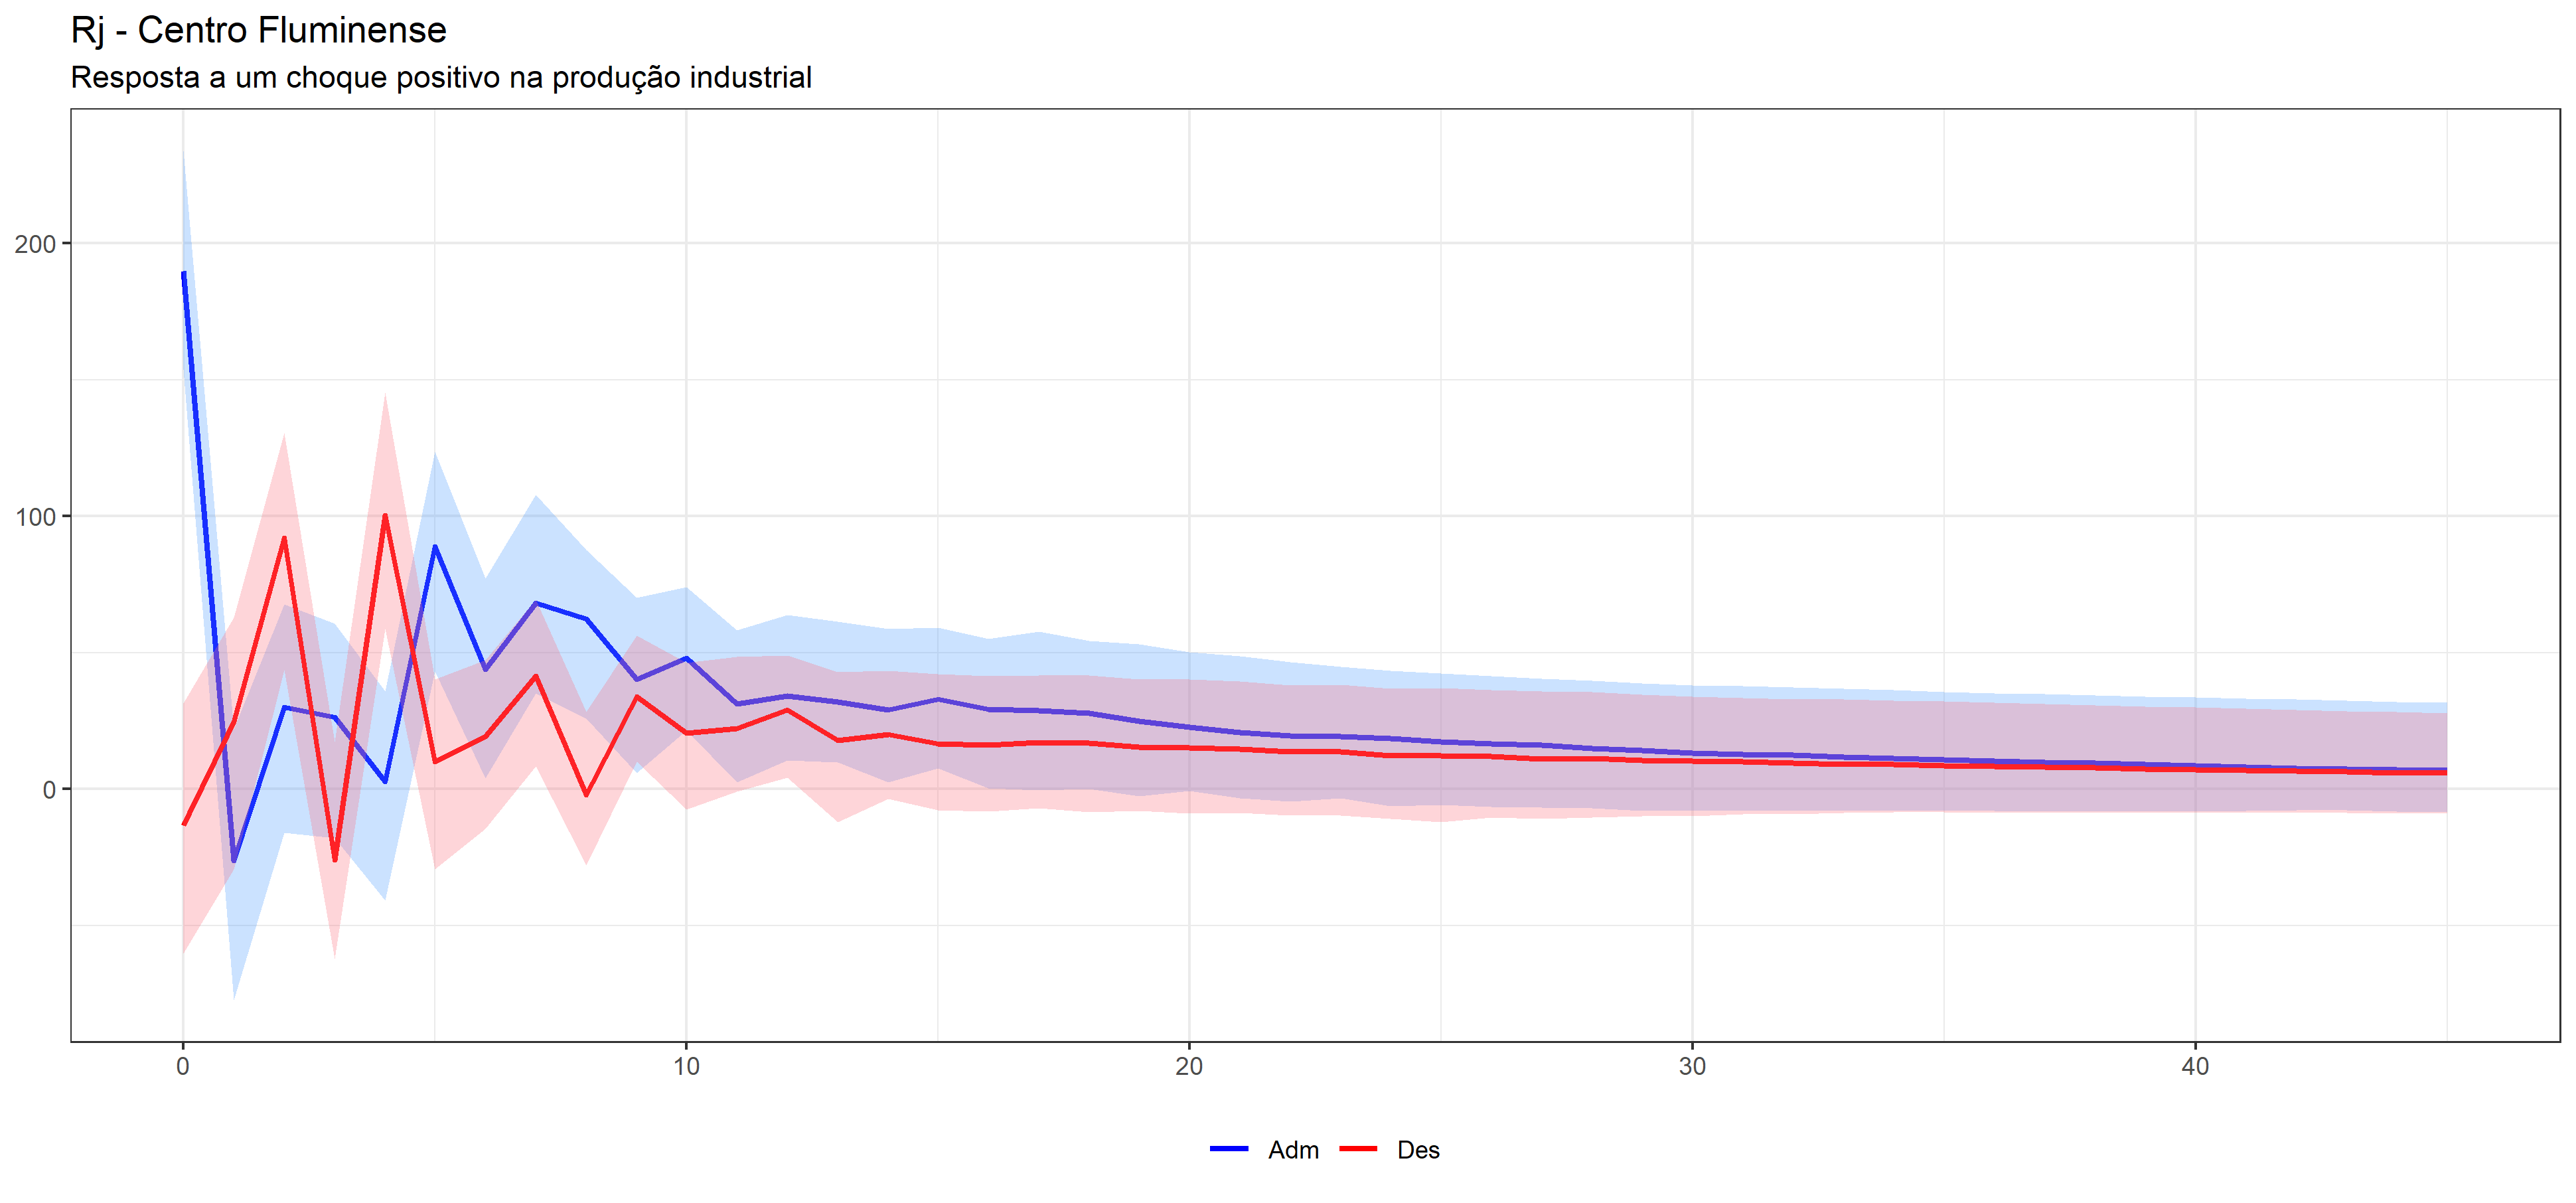 Rj - Centro Fluminense
Resposta a um choque positivo na produção industrial
200
100
0
0 10 20 30 40
Adm Des